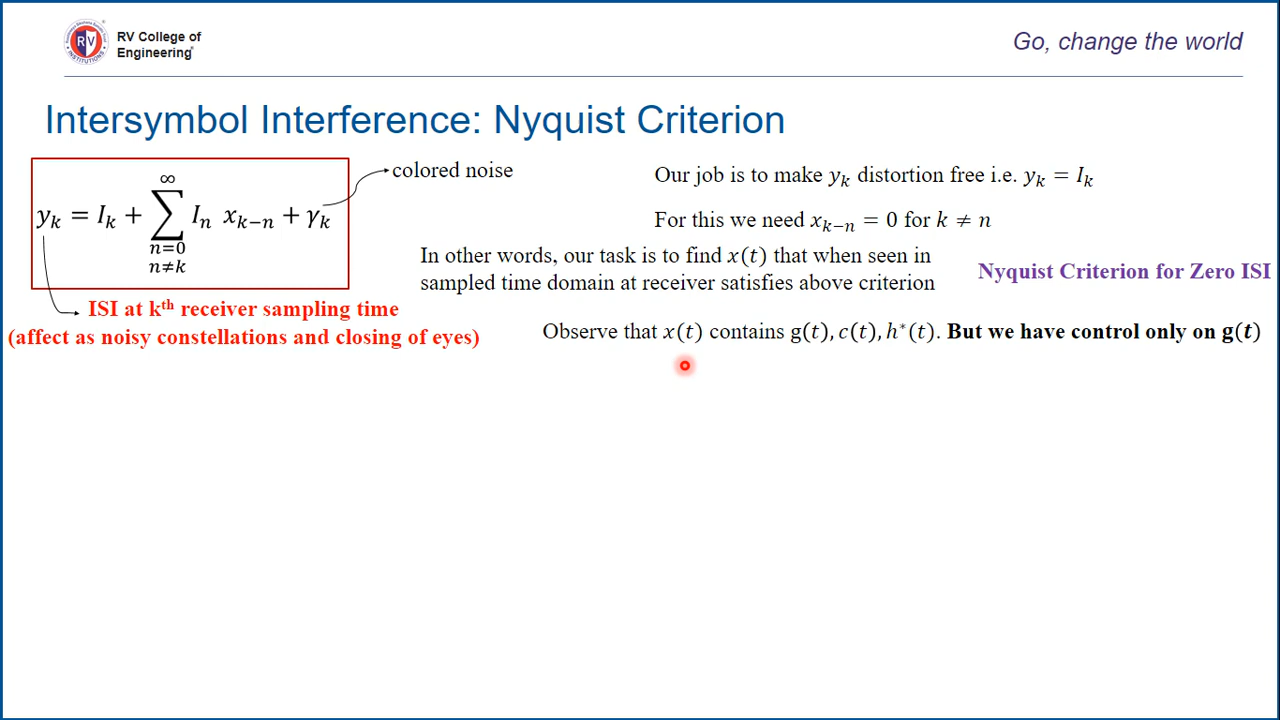 RV College of
Engineering
Go, change the world
Intersymbol Interference: Nyquist Criterion
y_k = I_k + ∑_{n=0, n≠k}^{∞} I_n x_{k−n} + γ_k
colored noise
ISI at kᵗʰ receiver sampling time
(affect as noisy constellations and closing of eyes)
Our job is to make y_k distortion free i.e. y_k = I_k
For this we need x_{k−n} = 0 for k ≠ n
In other words, our task is to find x(t) that when seen in
sampled time domain at receiver satisfies above criterion
Nyquist Criterion for Zero ISI
Observe that x(t) contains g(t), c(t), h*(t). But we have control only on g(t)